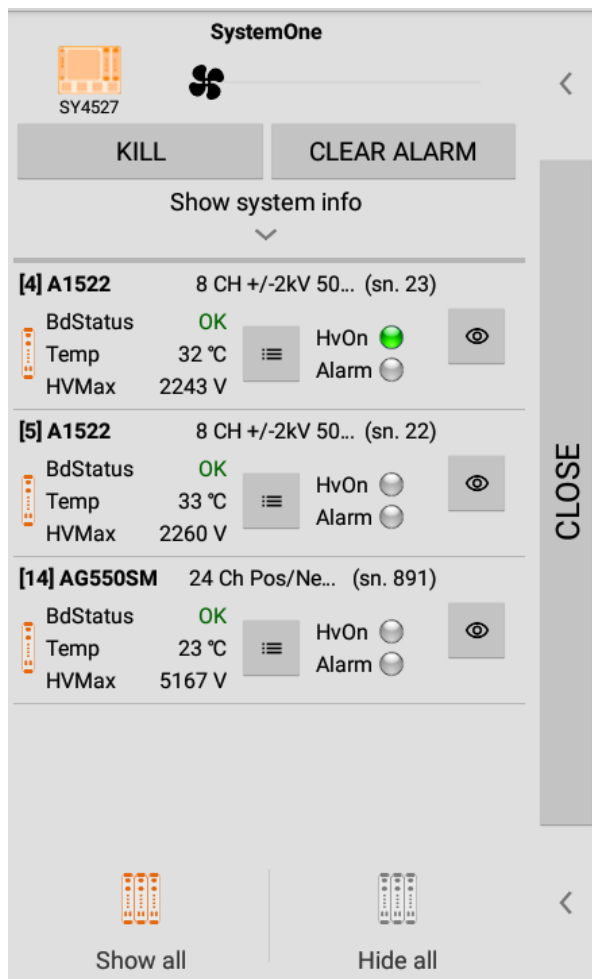 SystemOne
SY4527
KILL
CLEAR ALARM
Show system info
[4] A1522 8 CH +/-2kV 50... (sn. 23)
BdStatus OK
Temp 32 °C
HVMax 2243 V
HvOn
Alarm
[5] A1522 8 CH +/-2kV 50... (sn. 22)
BdStatus OK
Temp 33 °C
HVMax 2260 V
HvOn
Alarm
[14] AG550SM 24 Ch Pos/Ne... (sn. 891)
BdStatus OK
Temp 23 °C
HVMax 5167 V
HvOn
Alarm
CLOSE
Show all
Hide all